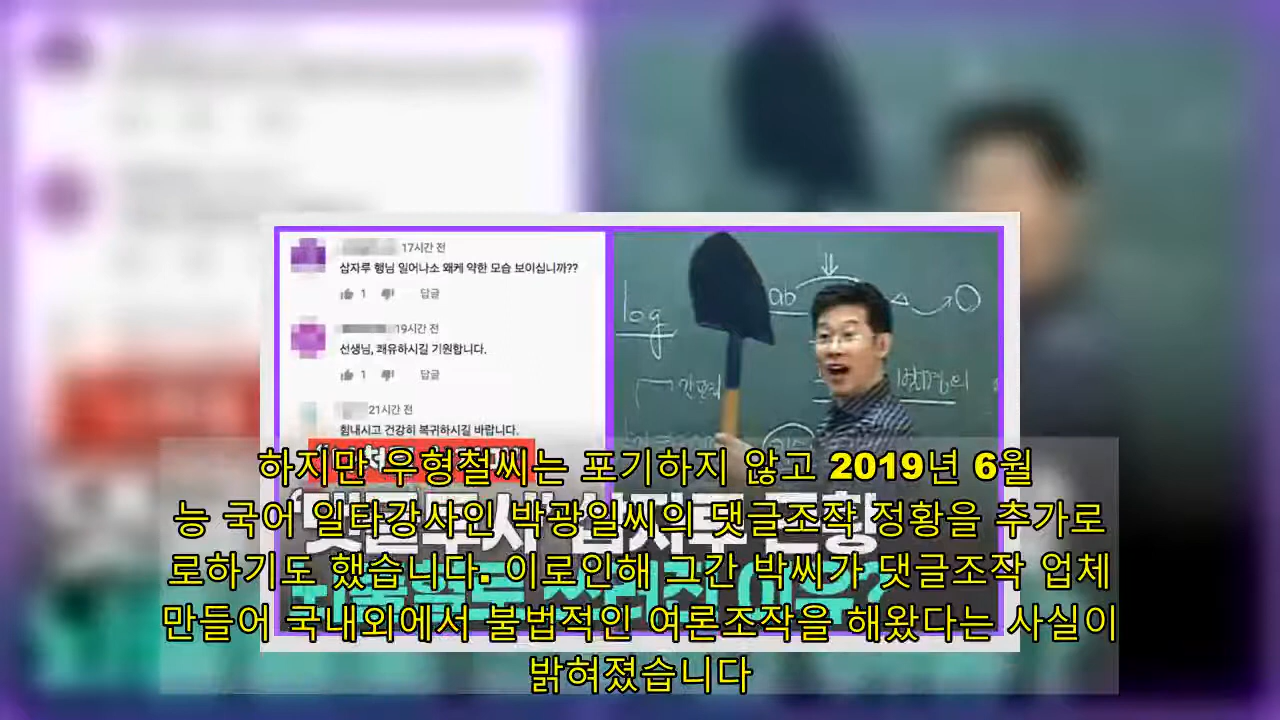 17시간 전
삽자루 행님 일어나소 왜케 약한 모습 보이십니까??
1 답글
19시간 전
선생님, 쾌유하시길 기원합니다.
1 답글
21시간 전
힘내시고 건강히 복귀하시길 바랍니다.
log
ab
하지만 우형철씨는 포기하지 않고 2019년 6월
능 국어 일타강사인 박광일씨의 댓글조작 정황을 추가로
로하기도 했습니다. 이로인해 그간 박씨가 댓글조작 업체
만들어 국내외에서 불법적인 여론조작을 해왔다는 사실이
밝혀졌습니다